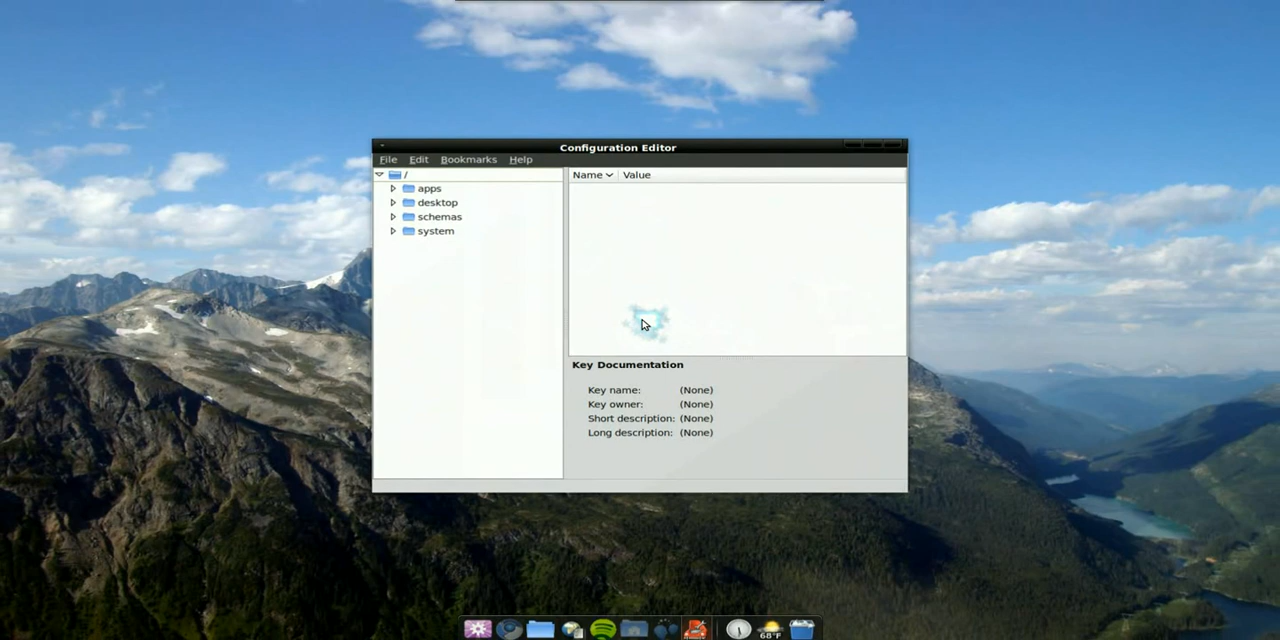 Configuration Editor
File Edit Bookmarks Help
/
apps
desktop
schemas
system
Name Value
Key Documentation
Key name: (None)
Key owner: (None)
Short description: (None)
Long description: (None)
68°F